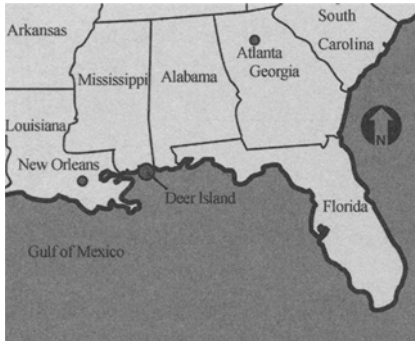 Arkansas
South
Carolina
Atlanta
Georgia
Mississippi
Alabama
Louisiana
New Orleans
N
Deer Island
Florida
Gulf of Mexico